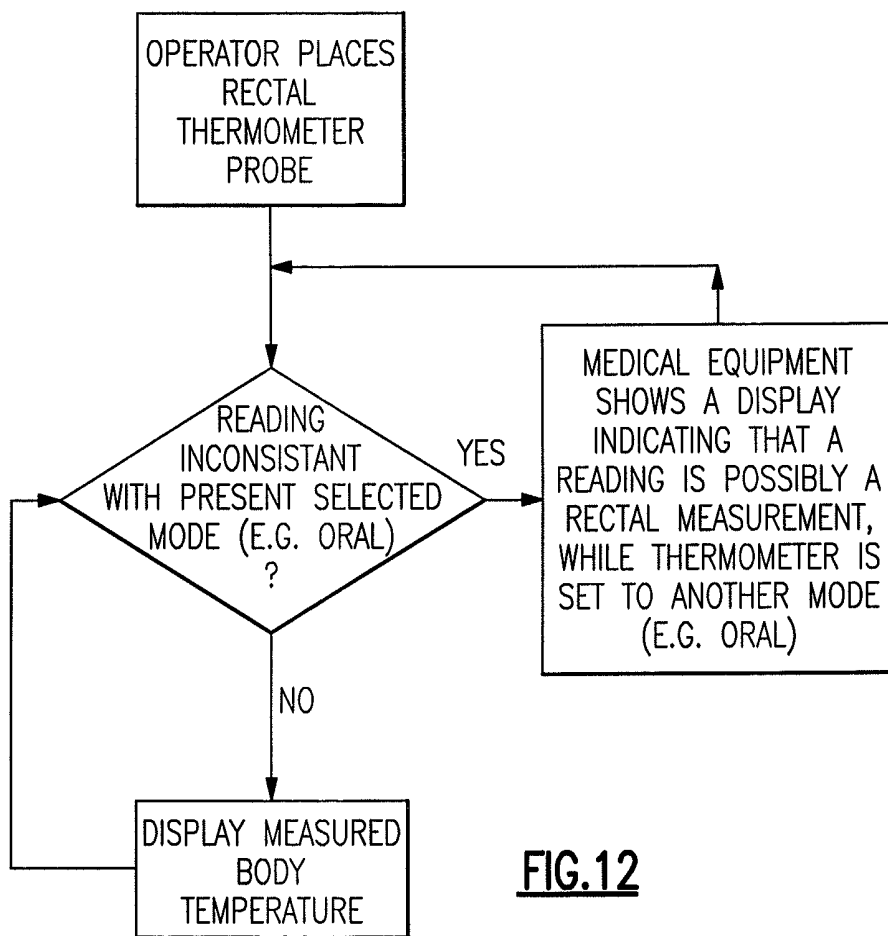 OPERATOR PLACES
RECTAL
THERMOMETER
PROBE
READING
INCONSISTANT
WITH PRESENT SELECTED
MODE (E.G. ORAL)
?
YES
MEDICAL EQUIPMENT
SHOWS A DISPLAY
INDICATING THAT A
READING IS POSSIBLY A
RECTAL MEASUREMENT,
WHILE THERMOMETER IS
SET TO ANOTHER MODE
(E.G. ORAL)
NO
DISPLAY MEASURED
BODY
TEMPERATURE
FIG.12